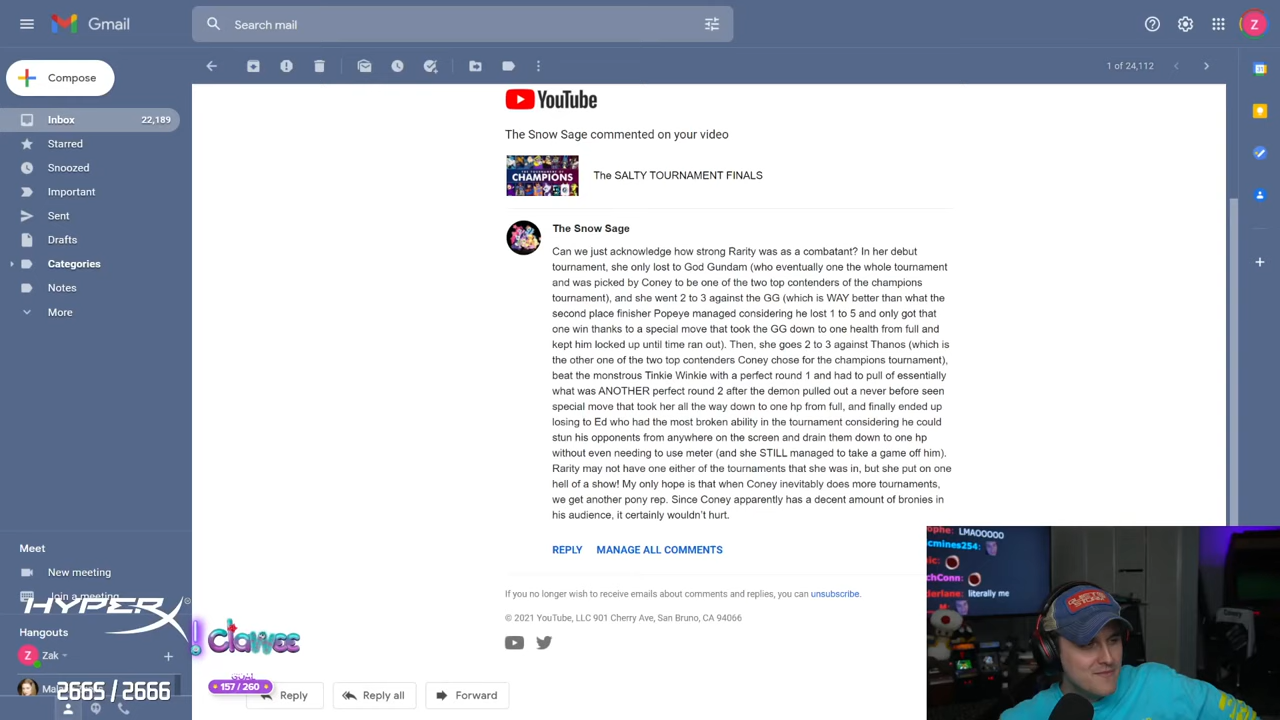 Gmail
Search mail
Compose
1 of 24,112
Inbox 22,189
Starred
Snoozed
Important
Sent
Drafts
Categories
Notes
More
YouTube
The Snow Sage commented on your video
CHAMPIONS
The SALTY TOURNAMENT FINALS
The Snow Sage
Can we just acknowledge how strong Rarity was as a combatant? In her debut
tournament, she only lost to God Gundam (who eventually one the whole tournament
and was picked by Coney to be one of the two top contenders of the champions
tournament), and she went 2 to 3 against the GG (which is WAY better than what the
second place finisher Popeye managed considering he lost 1 to 5 and only got that
one win thanks to a special move that took the GG down to one health from full and
kept him locked up until time ran out). Then, she goes 2 to 3 against Thanos (which is
the other one of the two top contenders Coney chose for the champions tournament),
beat the monstrous Tinkie Winkie with a perfect round 1 and had to pull of essentially
what was ANOTHER perfect round 2 after the demon pulled out a never before seen
special move that took her all the way down to one hp from full, and finally ended up
losing to Ed who had the most broken ability in the tournament considering he could
stun his opponents from anywhere on the screen and drain them down to one hp
without even needing to use meter (and she STILL managed to take a game off him).
Rarity may not have one either of the tournaments that she was in, but she put on one
hell of a show! My only hope is that when Coney inevitably does more tournaments,
we get another pony rep. Since Coney apparently has a decent amount of bronies in
his audience, it certainly wouldn't hurt.
REPLY MANAGE ALL COMMENTS
If you no longer wish to receive emails about comments and replies, you can unsubscribe.
© 2021 YouTube, LLC 901 Cherry Ave, San Bruno, CA 94066
Reply
Reply all
Forward
Meet
New meeting
Join a meeting
HYPERX
Hangouts
Zak
2665 / 2666
Clawee
GOAL
157 / 260
LMAOOOOO
cmines254:
chConn:
literally me
Z